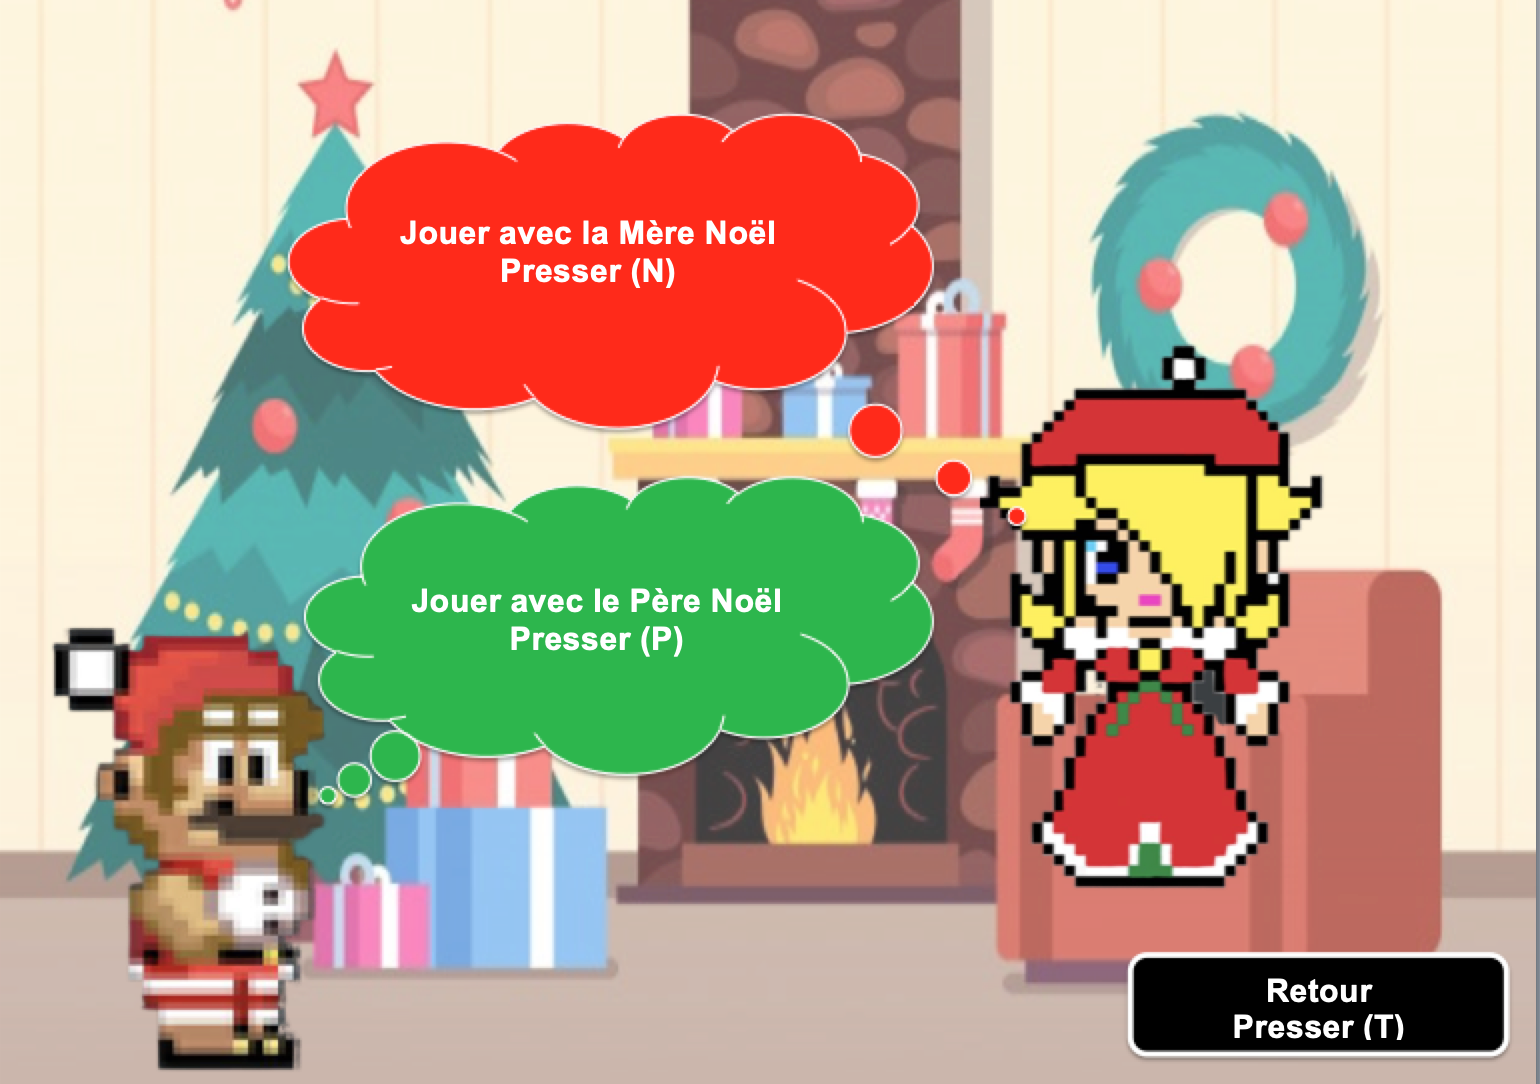 Jouer avec la Mère Noël
Presser (N)
Jouer avec le Père Noël
Presser (P)
Retour
Presser (T)